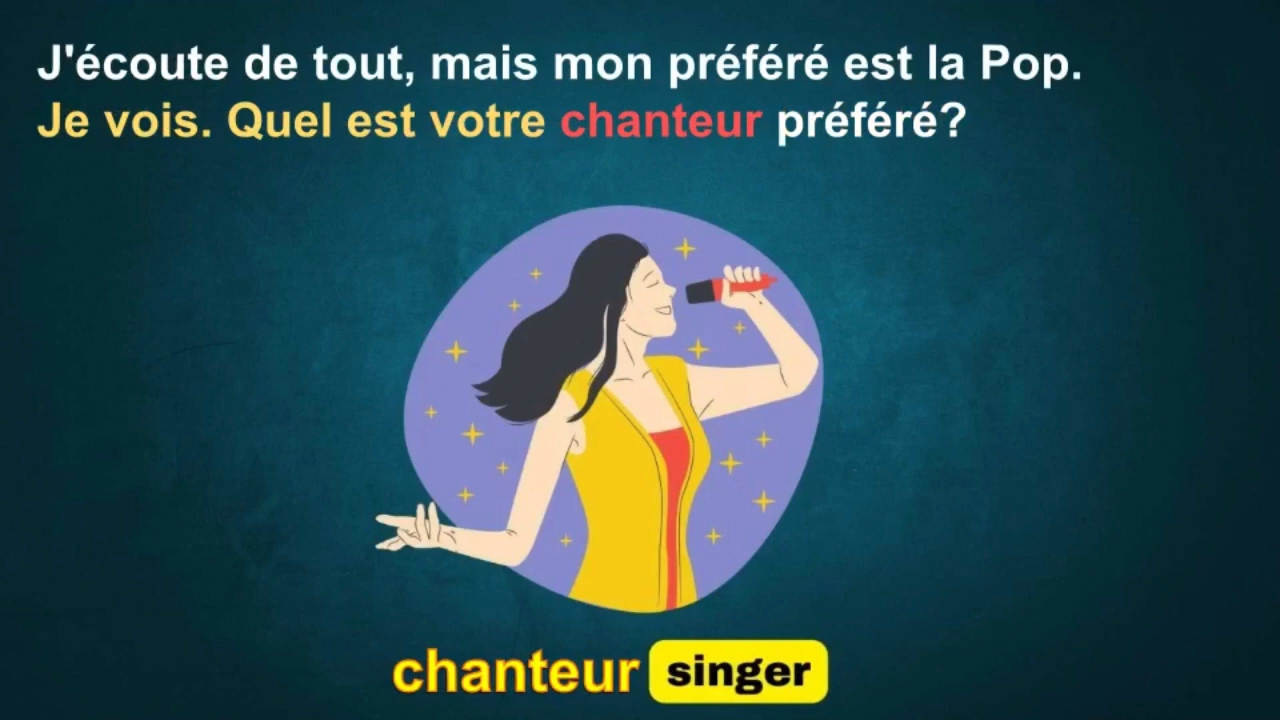 J'écoute de tout, mais mon préféré est la Pop.
Je vois. Quel est votre chanteur préféré?
chanteur singer